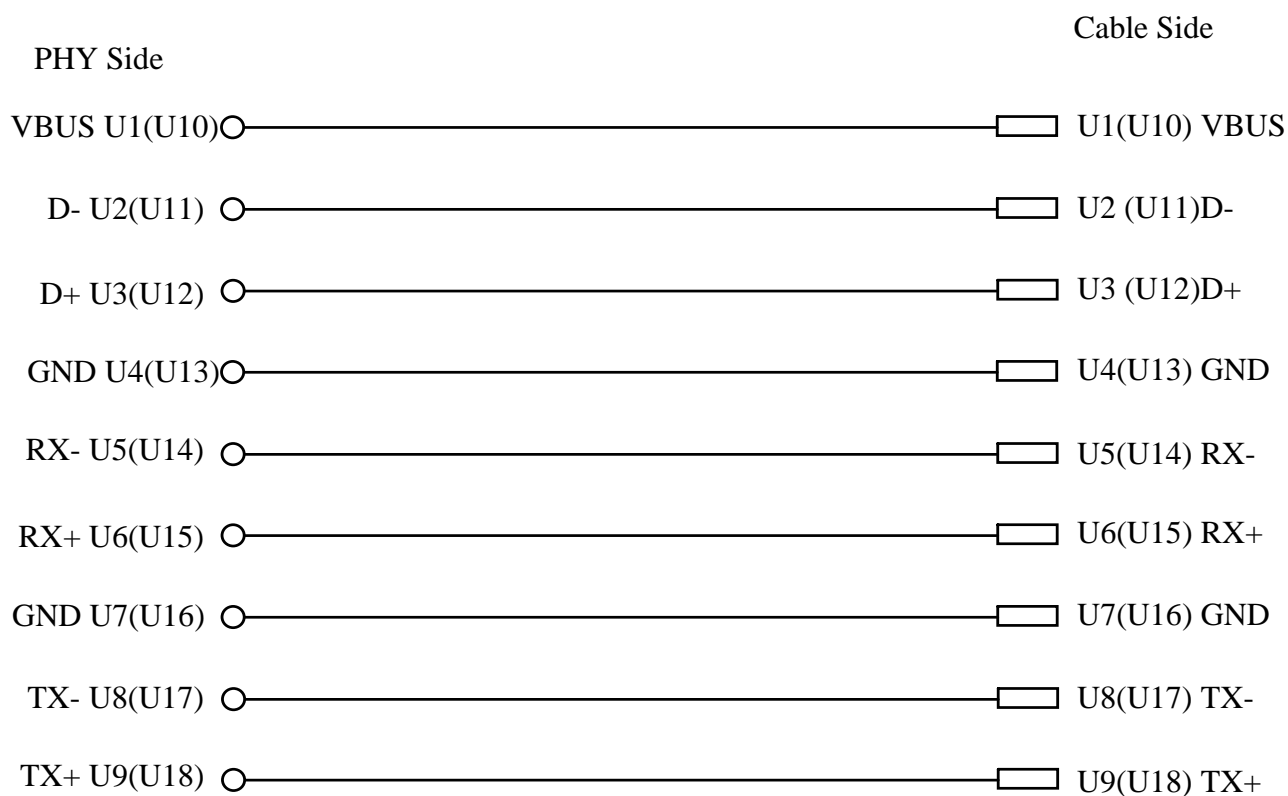 Cable Side
PHY Side
VBUS U1(U10) U1(U10) VBUS
D- U2(U11) U2 (U11)D-
D+ U3(U12) U3 (U12)D+
GND U4(U13) U4(U13) GND
RX- U5(U14) U5(U14) RX-
RX+ U6(U15) U6(U15) RX+
GND U7(U16) U7(U16) GND
TX- U8(U17) U8(U17) TX-
TX+ U9(U18) U9(U18) TX+